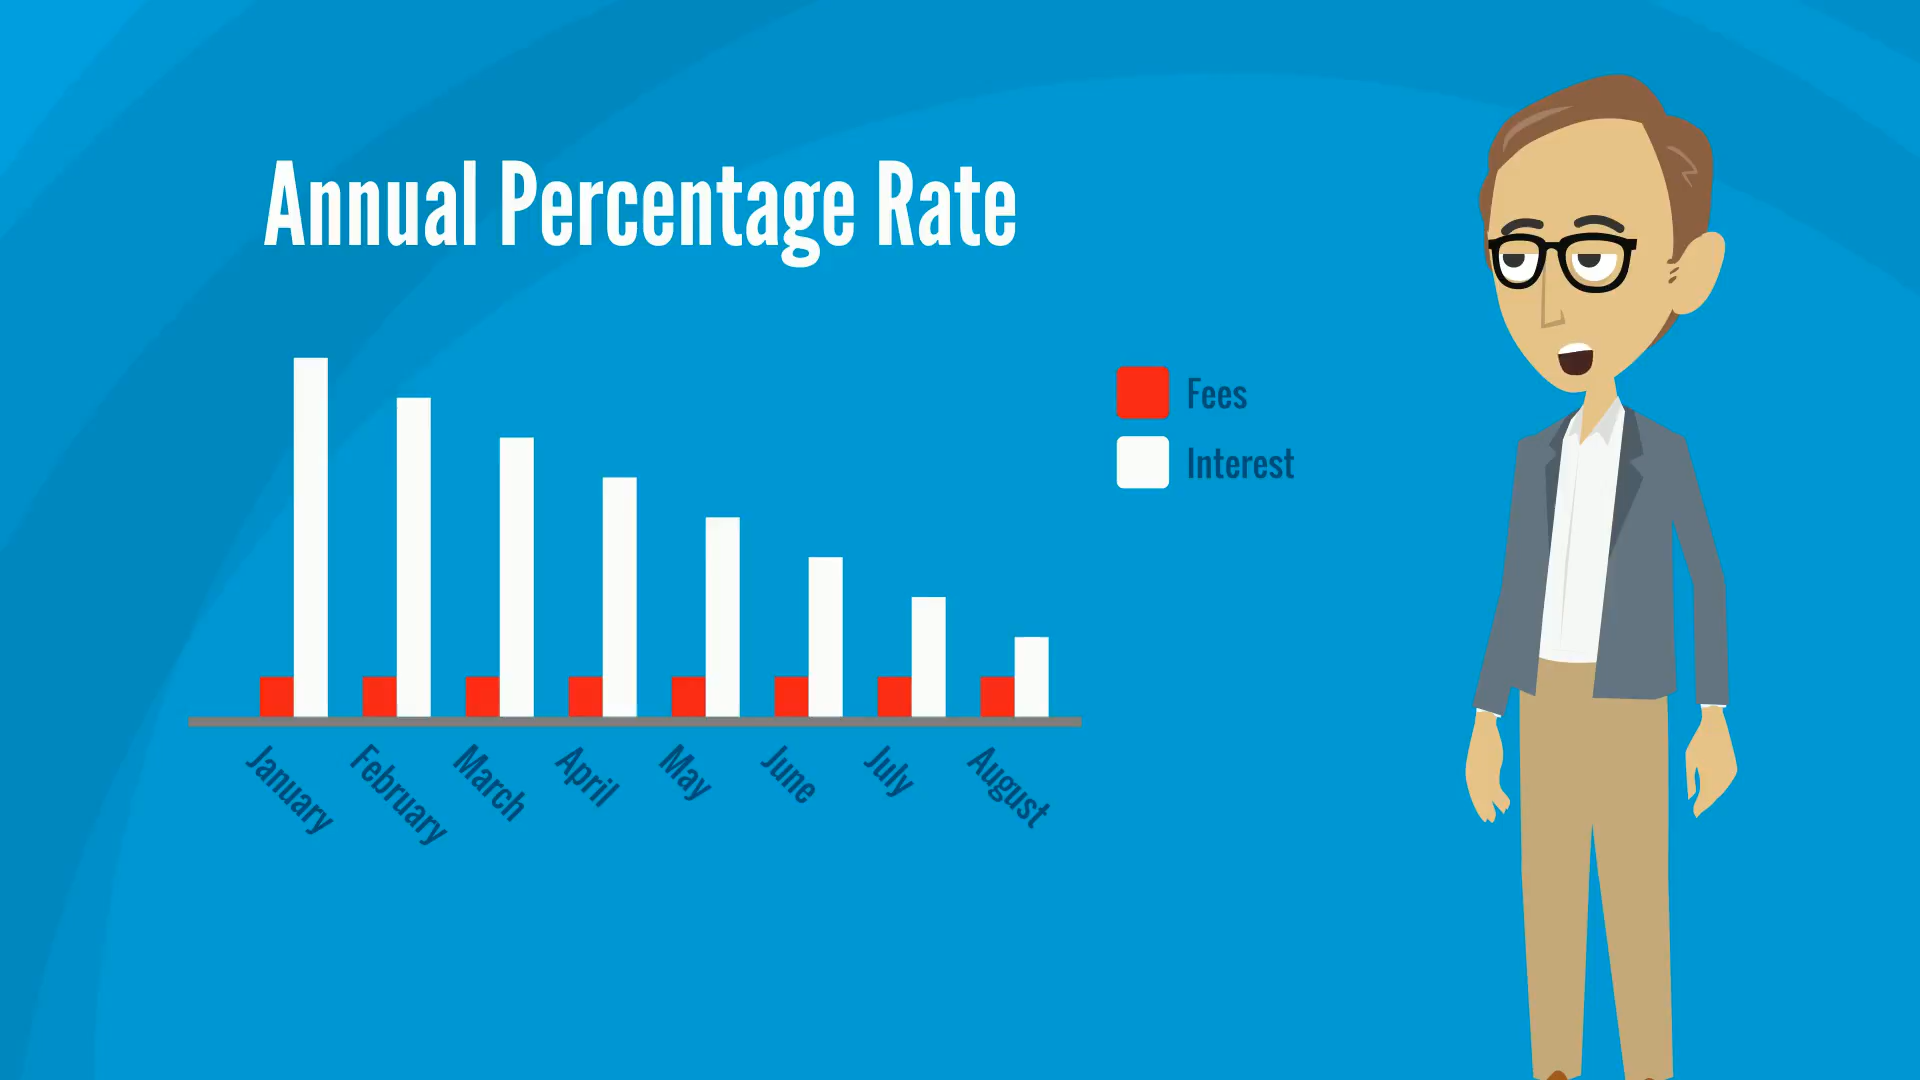 Annual Percentage Rate
Fees
Interest
January
February
March
April
May
June
July
August